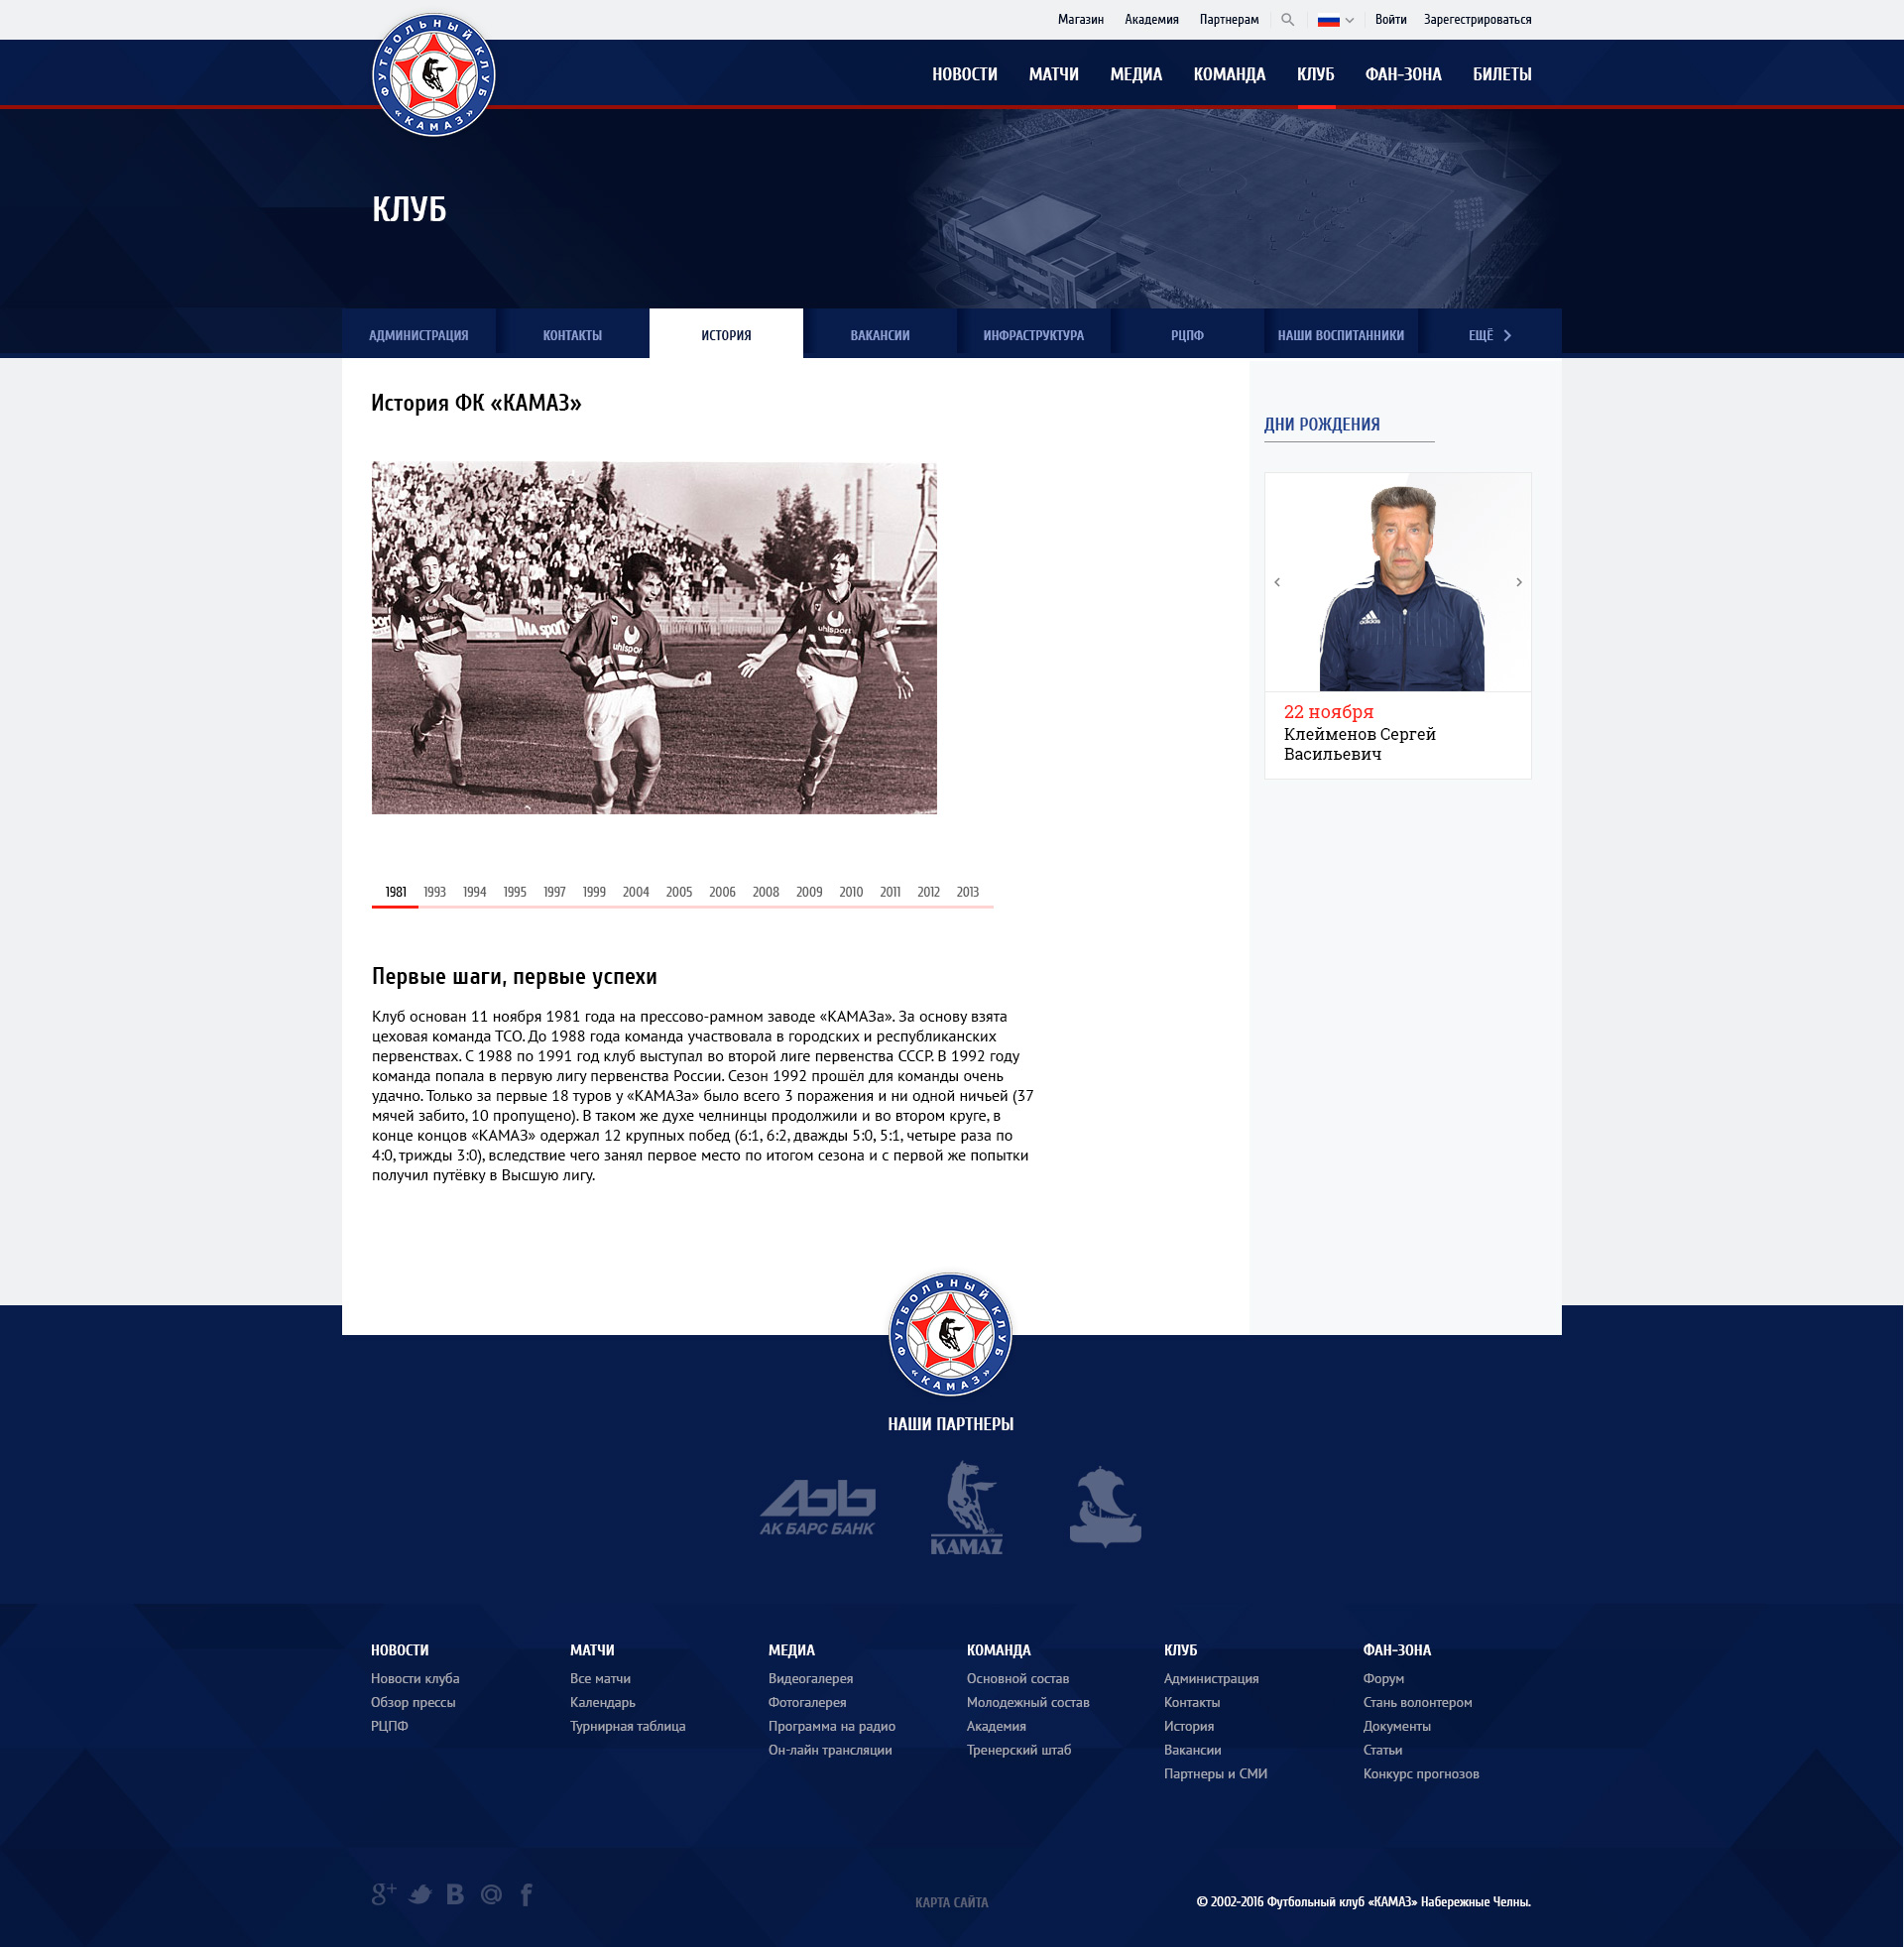 Магазин Академия Партнерам Войти Зарегестрироваться
ФУТБОЛЬНЫЙ КЛУБ «КАМАЗ»
НОВОСТИ МАТЧИ МЕДИА КОМАНДА КЛУБ ФАН-ЗОНА БИЛЕТЫ
КЛУБ
АДМИНИСТРАЦИЯ КОНТАКТЫ ИСТОРИЯ ВАКАНСИИ ИНФРАСТРУКТУРА РЦПФ НАШИ ВОСПИТАННИКИ ЕЩЁ
История ФК «КАМАЗ»
uhlsport
uhlsport
adidas
ДНИ РОЖДЕНИЯ
22 ноября
Клейменов Сергей
Васильевич
1981 1993 1994 1995 1997 1999 2004 2005 2006 2008 2009 2010 2011 2012 2013
Первые шаги, первые успехи
Клуб основан 11 ноября 1981 года на прессово-рамном заводе «КАМАЗа». За основу взята
цеховая команда ТСО. До 1988 года команда участвовала в городских и республиканских
первенствах. С 1988 по 1991 год клуб выступал во второй лиге первенства СССР. В 1992 году
команда попала в первую лигу первенства России. Сезон 1992 прошёл для команды очень
удачно. Только за первые 18 туров у «КАМАЗа» было всего 3 поражения и ни одной ничьей (37
мячей забито, 10 пропущено). В таком же духе челнинцы продолжили и во втором круге, в
конце концов «КАМАЗ» одержал 12 крупных побед (6:1, 6:2, дважды 5:0, 5:1, четыре раза по
4:0, трижды 3:0), вследствие чего занял первое место по итогом сезона и с первой же попытки
получил путёвку в Высшую лигу.
ФУТБОЛЬНЫЙ КЛУБ «КАМАЗ»
НАШИ ПАРТНЕРЫ
АК БАРС БАНК
KAMAZ
НОВОСТИ МАТЧИ МЕДИА КОМАНДА КЛУБ ФАН-ЗОНА
Новости клуба Все матчи Видеогалерея Основной состав Администрация Форум
Обзор прессы Календарь Фотогалерея Молодежный состав Контакты Стань волонтером
РЦПФ Турнирная таблица Программа на радио Академия История Документы
Он-лайн трансляции Тренерский штаб Вакансии Статьи
Партнеры и СМИ Конкурс прогнозов
КАРТА САЙТА
© 2002-2016 Футбольный клуб «КАМАЗ» Набережные Челны.